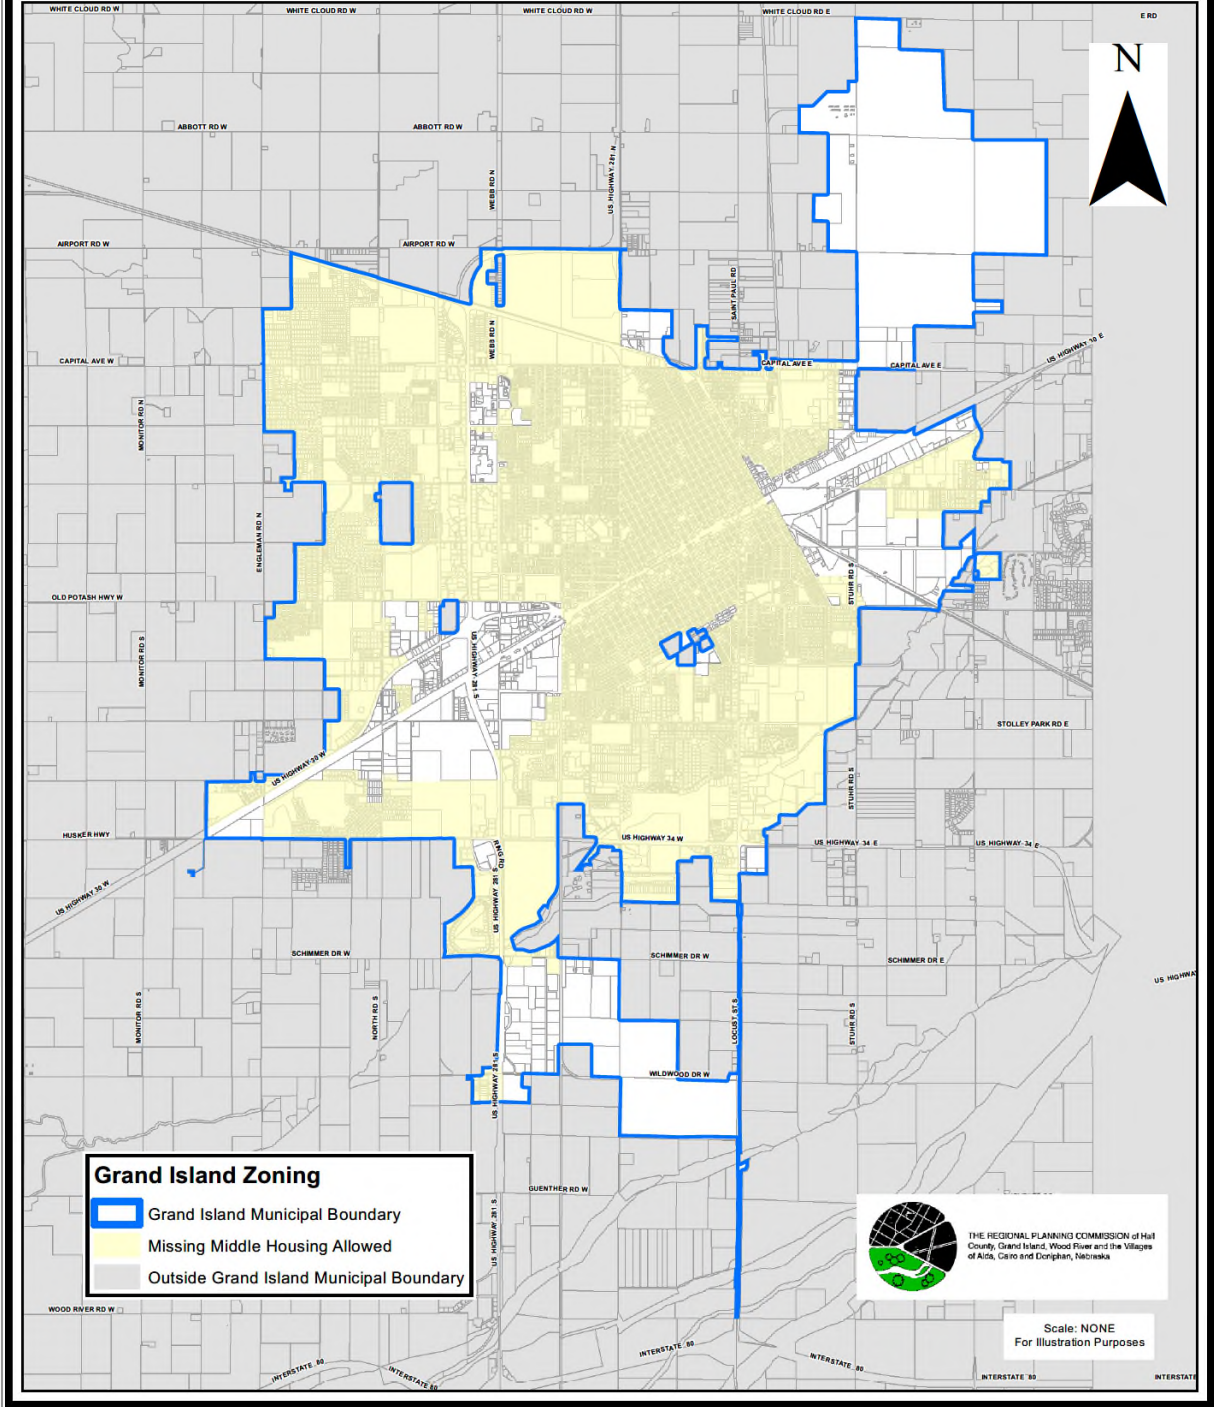 WHITE CLOUD RD W
WHITE CLOUD RD W
WHITE CLOUD RD W
WHITE CLOUD RD E
E RD
N
ABBOTT RD W
ABBOTT RD W
WEBB RD N
US HIGHWAY 281 N
AIRPORT RD W
AIRPORT RD W
SAINT PAUL RD
WEBB RD N
CAPITAL AVE W
CAPITAL AVE E
CAPITAL AVE E
US HIGHWAY 30 E
MONITOR RD N
ENGLEMAN RD N
OLD POTASH HWY W
STUHR RD S
MONITOR RD S
US HIGHWAY 281 S
STOLLEY PARK RD E
US HIGHWAY 30 W
STUHR RD S
HUSKER HWY
US HIGHWAY 34 W
US HIGHWAY 34 E
US HIGHWAY 34 E
RING RD
US HIGHWAY 30 W
US HIGHWAY 281 S
SCHIMMER DR W
SCHIMMER DR W
SCHIMMER DR E
US HIGHWA
MONITOR RD S
NORTH RD S
LOCUST ST S
STUHR RD S
WILDWOOD DR W
US HIGHWAY 281 S
GUENTHER RD W
US HIGHWAY 281 S
Grand Island Zoning
Grand Island Municipal Boundary
Missing Middle Housing Allowed
Outside Grand Island Municipal Boundary
THE REGIONAL PLANNING COMMISSION of Hall
County, Grand Island, Wood River and the Villages
of Alda, Cairo and Doniphan, Nebraska
WOOD RIVER RD W
Scale: NONE
For Illustration Purposes
INTERSTATE 80
INTERSTATE 80
INTERSTATE 80
INTERSTATE 80
INTERSTATE 80
INTERSTATE